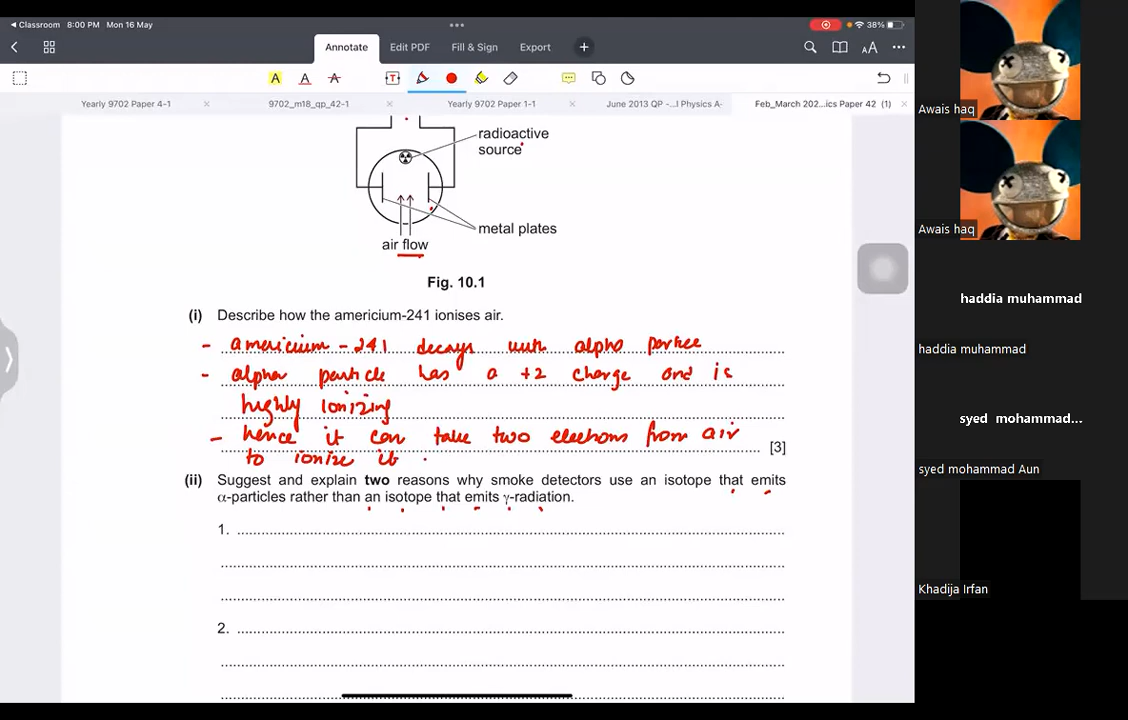 Classroom 8:00 PM Mon 16 May
38%
Annotate Edit PDF Fill & Sign Export
Yearly 9702 Paper 4-1 9702_m18_qp_42-1 Yearly 9702 Paper 1-1 June 2013 QP -...l Physics A- Feb_March 202...ics Paper 42 (1)
radioactive
source
metal plates
air flow
Fig. 10.1
(i) Describe how the americium-241 ionises air.
- americium - 241 decays with alpha
- alpha particle has a +2 charge and is
highly ionizing
- hence it can take two electrons from air
to ionize it.
[3]
(ii) Suggest and explain two reasons why smoke detectors use an isotope that emits
α-particles rather than an isotope that emits γ-radiation.
1.
2.
Awais haq
Awais haq
haddia muhammad
haddia muhammad
syed mohammad...
syed mohammad Aun
Khadija Irfan